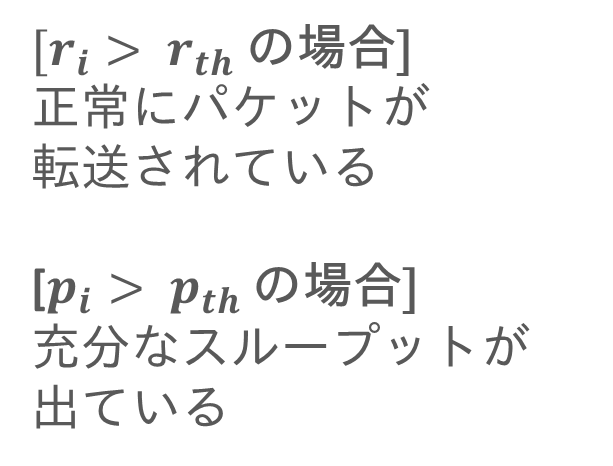 [r_i > r_th の場合]
正常にパケットが
転送されている
[p_i > p_th の場合]
充分なスループットが
出ている